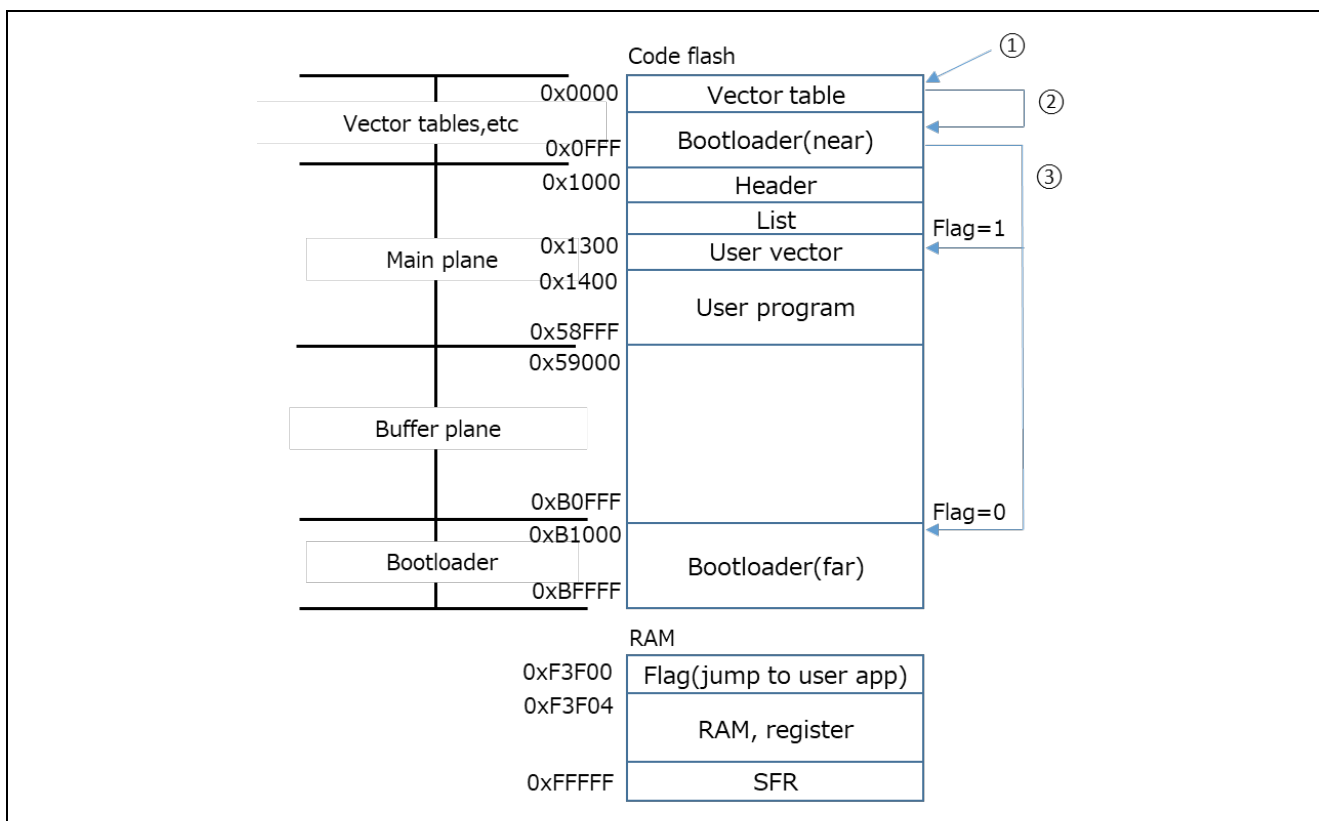 Code flash
①
0x0000
Vector table
②
Vector tables,etc
Bootloader(near)
0x0FFF
0x1000
Header
③
List
Flag=1
0x1300
User vector
Main plane
0x1400
User program
0x58FFF
0x59000
Buffer plane
0xB0FFF
Flag=0
0xB1000
Bootloader
Bootloader(far)
0xBFFFF
RAM
0xF3F00
Flag(jump to user app)
0xF3F04
RAM, register
0xFFFFF
SFR